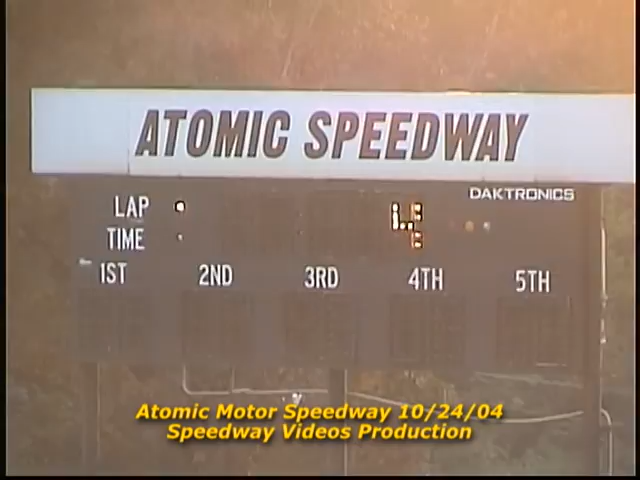 ATOMIC SPEEDWAY
DAKTRONICS
LAP 4
TIME
1ST 2ND 3RD 4TH 5TH
Atomic Motor Speedway 10/24/04
Speedway Videos Production